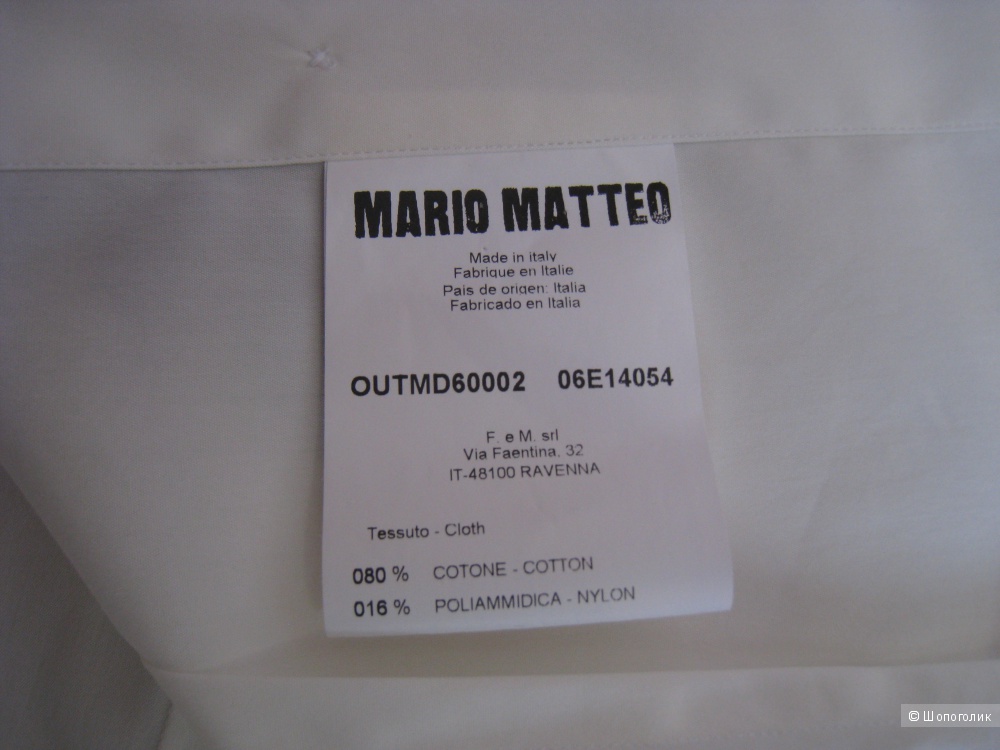 MARIO MATTEO
Made in italy
Fabrique en Italie
Pais de origen: Italia
Fabricado en Italia
OUTMD60002 06E14054
F. e M. srl
Via Faentina, 32
IT-48100 RAVENNA
Tessuto - Cloth
080 % COTONE - COTTON
016 % POLIAMMIDICA - NYLON
© Шопоголик